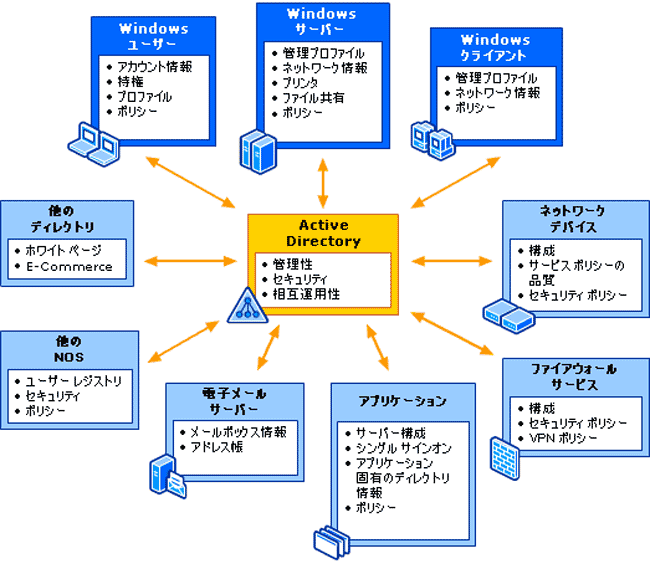 Windows
ユーザー
• アカウント情報
• 特権
• プロファイル
• ポリシー
Windows
サーバー
• 管理プロファイル
• ネットワーク情報
• プリンタ
• ファイル共有
• ポリシー
Windows
クライアント
• 管理プロファイル
• ネットワーク情報
• ポリシー
他の
ディレクトリ
• ホワイト ページ
• E-Commerce
Active
Directory
• 管理性
• セキュリティ
• 相互運用性
ネットワーク
デバイス
• 構成
• サービス ポリシーの
品質
• セキュリティ ポリシー
他の
NOS
• ユーザー レジストリ
• セキュリティ
• ポリシー
電子メール
サーバー
• メールボックス情報
• アドレス帳
アプリケーション
• サーバー構成
• シングル サインオン
• アプリケーション
固有のディレクトリ
情報
• ポリシー
ファイアウォール
サービス
• 構成
• セキュリティ ポリシー
• VPN ポリシー